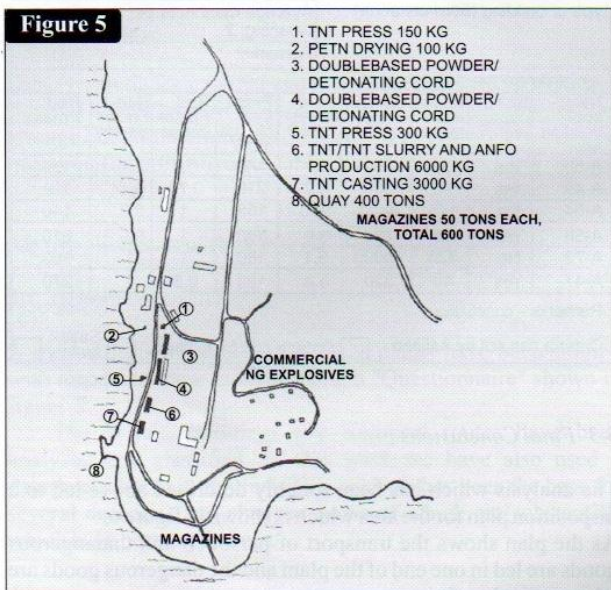 Figure 5
1. TNT PRESS 150 KG
2. PETN DRYING 100 KG
3. DOUBLEBASED POWDER/
DETONATING CORD
4. DOUBLEBASED POWDER/
DETONATING CORD
5. TNT PRESS 300 KG
6. TNT/TNT SLURRY AND ANFO
PRODUCTION 6000 KG
7. TNT CASTING 3000 KG
8. QUAY 400 TONS
MAGAZINES 50 TONS EACH,
TOTAL 600 TONS
1
2
3
COMMERCIAL
NG EXPLOSIVES
5
4
6
7
8
MAGAZINES